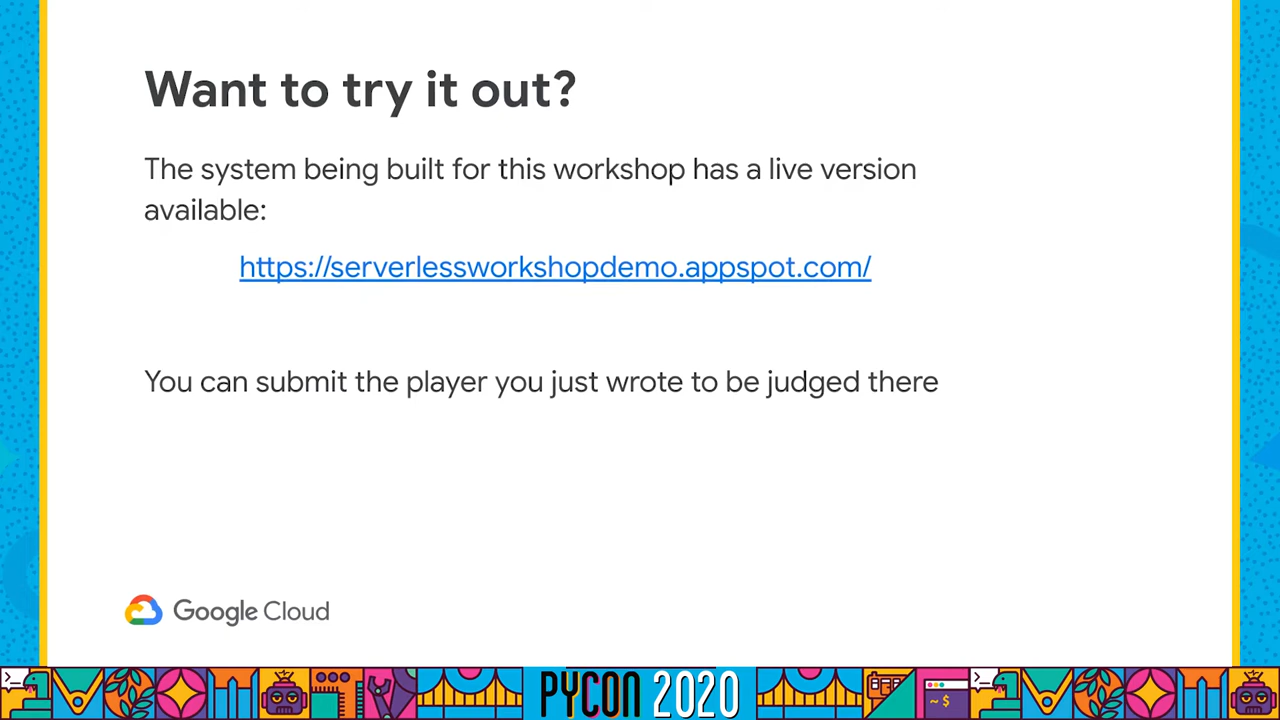 Want to try it out?
The system being built for this workshop has a live version
available:
https://serverlessworkshopdemo.appspot.com/
You can submit the player you just wrote to be judged there
Google Cloud
PYCON 2020
~$